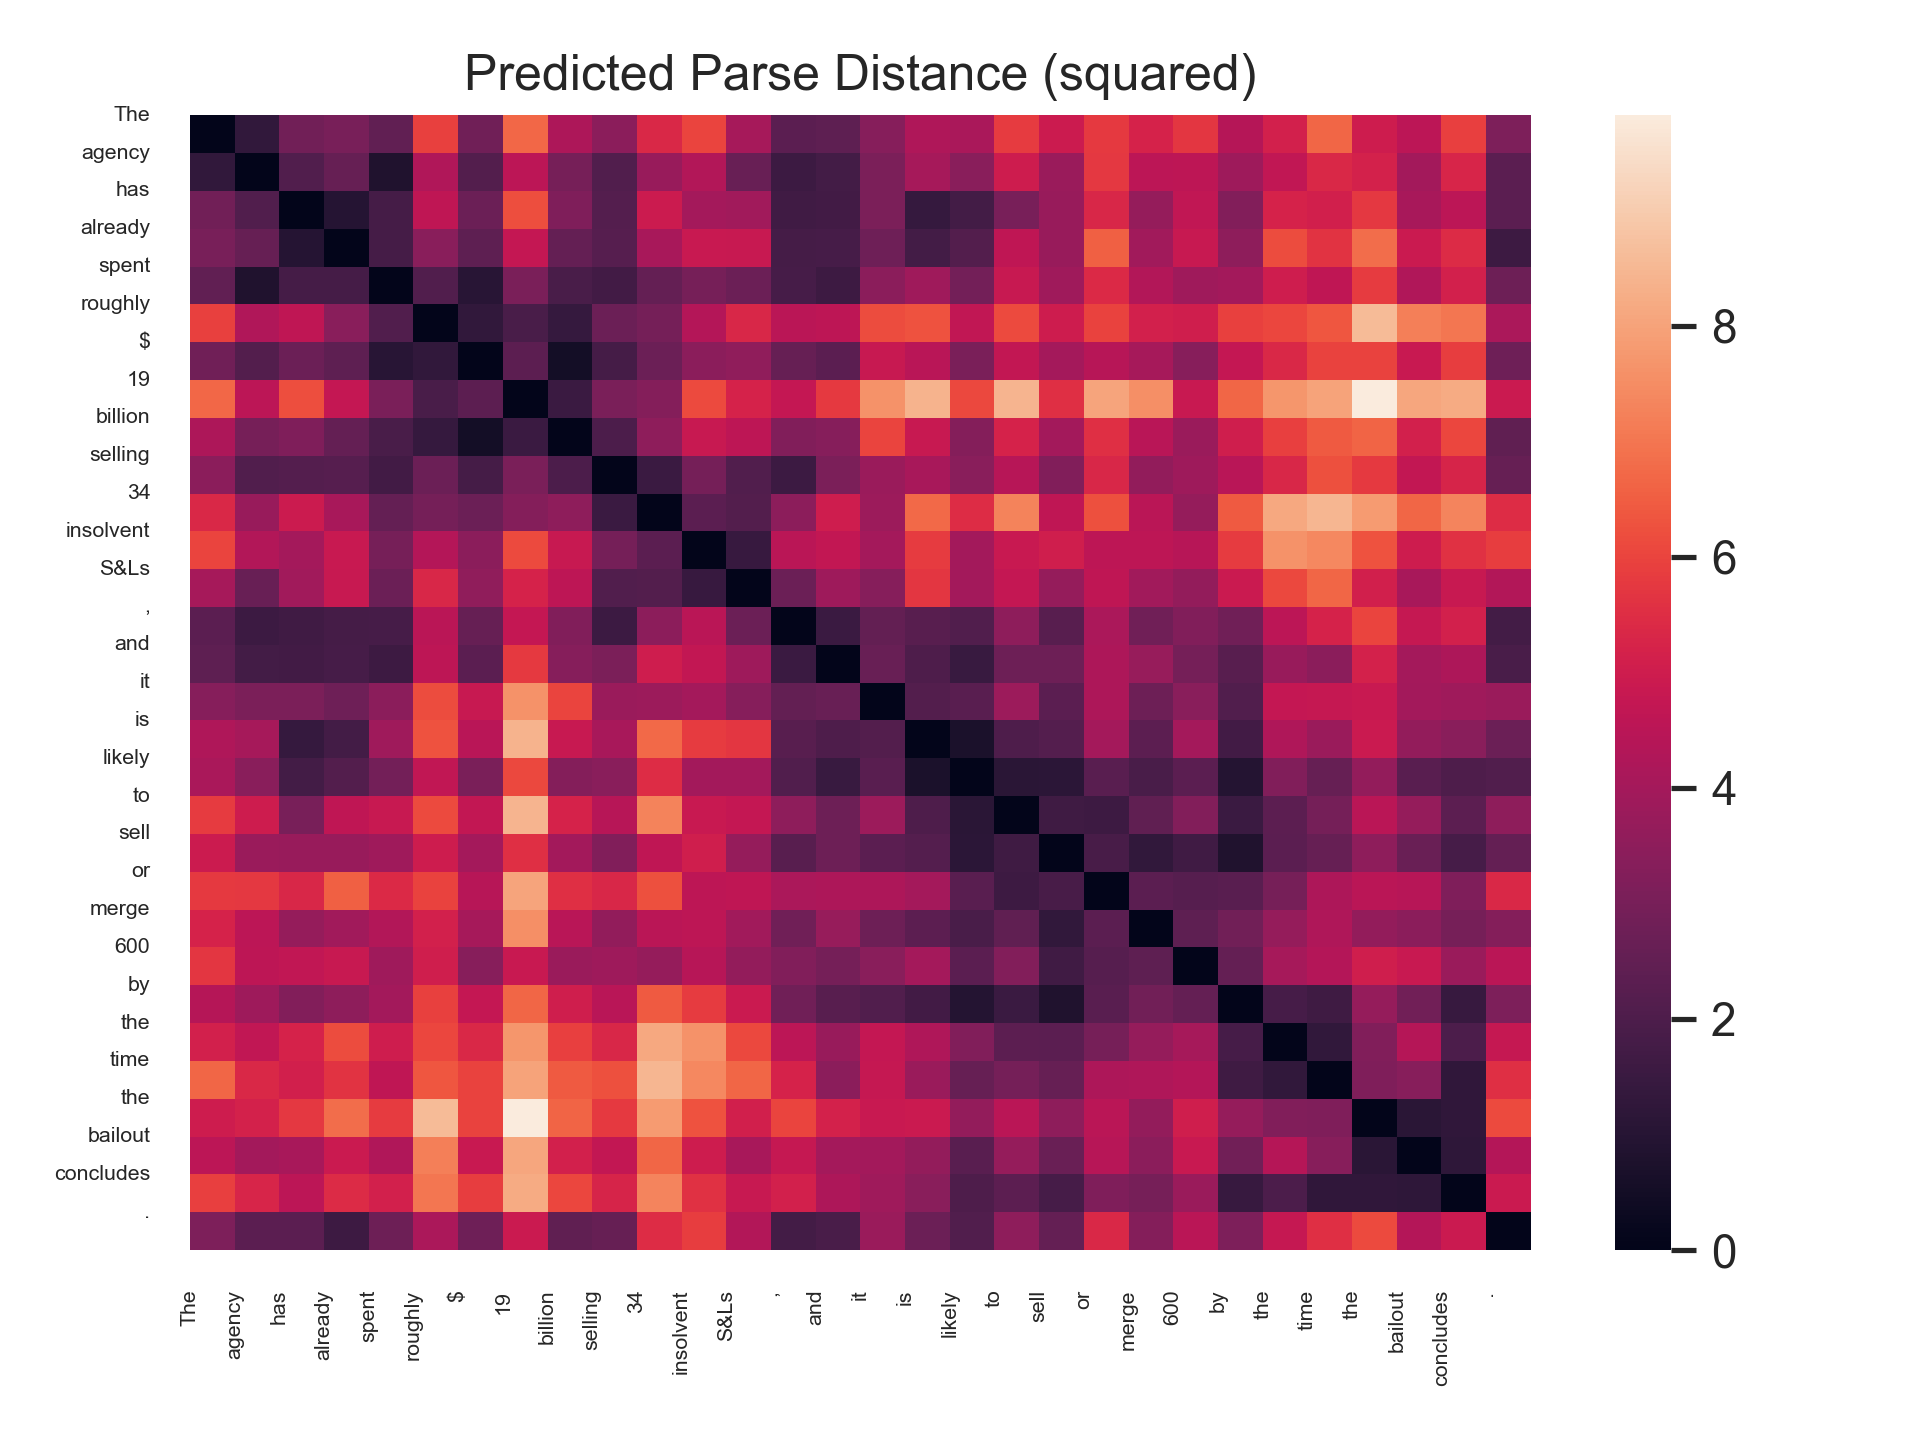 Predicted Parse Distance (squared)
The
agency
has
already
spent
roughly
$
19
billion
selling
34
insolvent
S&Ls
,
and
it
is
likely
to
sell
or
merge
600
by
the
time
the
bailout
concludes
.
8
6
4
2
0
The
agency
has
already
spent
roughly
$
19
billion
selling
34
insolvent
S&Ls
,
and
it
is
likely
to
sell
or
merge
600
by
the
time
the
bailout
concludes
.